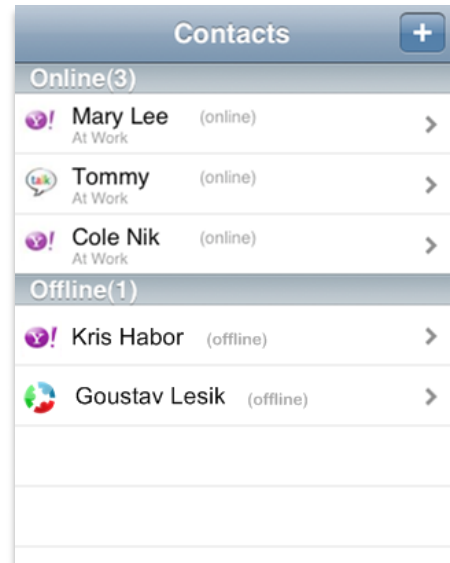 Contacts
+
Online(3)
Y! Mary Lee (online)
At Work
talk Tommy (online)
At Work
Y! Cole Nik (online)
At Work
Offline(1)
Y! Kris Habor (offline)
Goustav Lesik (offline)